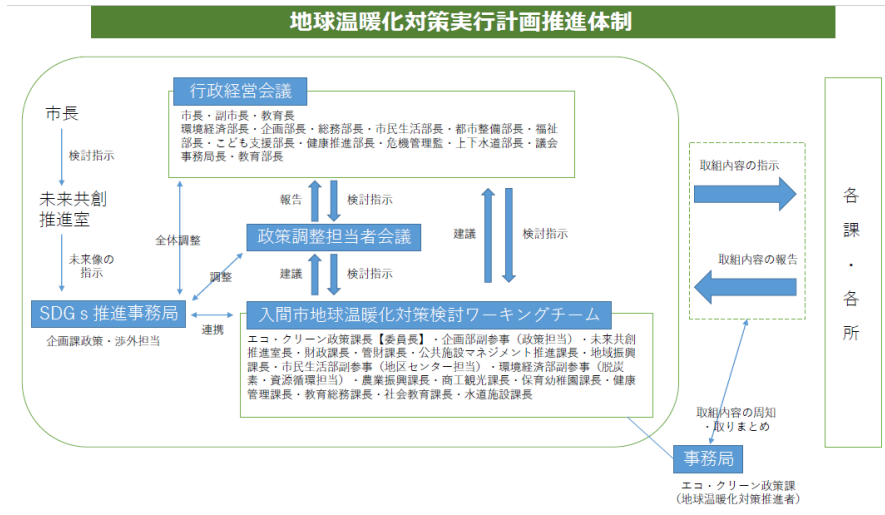 地球温暖化対策実行計画推進体制
行政経営会議
市長・副市長・教育長
環境経済部長・企画部長・総務部長・市民生活部長・都市整備部長・福祉
部長・こども支援部長・健康推進部長・危機管理監・上下水道部長・議会
事務局長・教育部長
市長
検討指示
未来共創
推進室
未来像の
指示
全体調整
報告
検討指示
政策調整担当者会議
調整
建議
検討指示
建議
検討指示
SDGｓ推進事務局
企画課政策・渉外担当
連携
入間市地球温暖化対策検討ワーキングチーム
エコ・クリーン政策課長【委員長】・企画部副参事（政策担当）・未来共創
推進室長・財政課長・管財課長・公共施設マネジメント推進課長・地域振興
課長・市民生活部副参事（地区センター担当）・環境経済部副参事（脱炭
素・資源循環担当）・農業振興課長・商工観光課長・保育幼稚園課長・健康
管理課長・教育総務課長・社会教育課長・水道施設課長
取組内容の指示
取組内容の報告
各課・各所
取組内容の周知
・取りまとめ
事務局
エコ・クリーン政策課
（地球温暖化対策推進者）